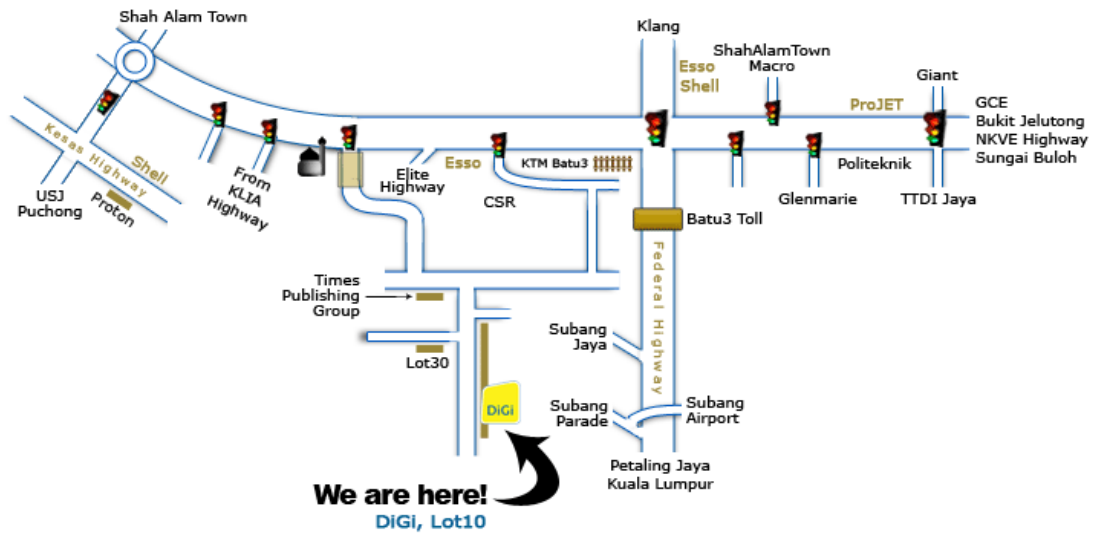 Shah Alam Town
Klang
Esso
Shell
ShahAlamTown
Macro
ProJET
Giant
GCE
Bukit Jelutong
NKVE Highway
Sungai Buloh
Kesas Highway
Shell
Proton
USJ
Puchong
From
KLIA
Highway
Elite
Highway
Esso
KTM Batu3
CSR
Politeknik
Glenmarie
TTDI Jaya
Batu3 Toll
Federal Highway
Times
Publishing
Group
Lot30
Subang
Jaya
Subang
Parade
Subang
Airport
DiGi
Petaling Jaya
Kuala Lumpur
We are here!
DiGi, Lot10